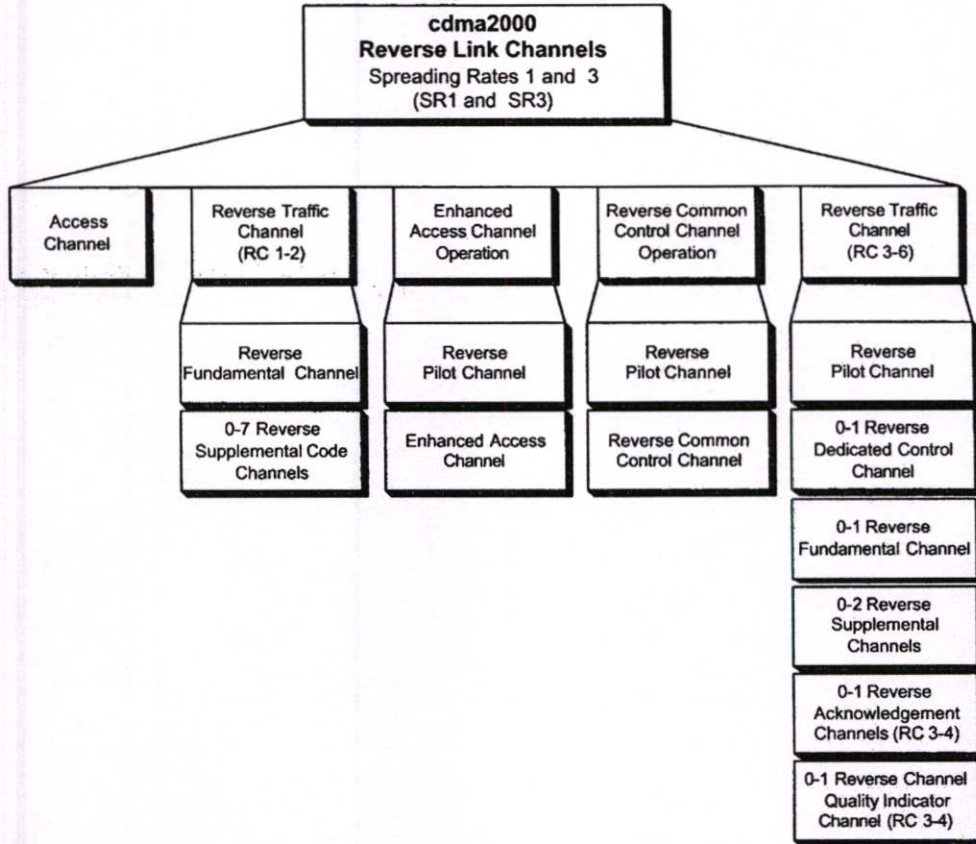 cdma2000
Reverse Link Channels
Spreading Rates 1 and 3
(SR1 and SR3)
Access
Channel
Reverse Traffic
Channel
(RC 1-2)
Enhanced
Access Channel
Operation
Reverse Common
Control Channel
Operation
Reverse Traffic
Channel
(RC 3-6)
Reverse
Fundamental Channel
0-7 Reverse
Supplemental Code
Channels
Reverse
Pilot Channel
Enhanced Access
Channel
Reverse
Pilot Channel
Reverse Common
Control Channel
Reverse
Pilot Channel
0-1 Reverse
Dedicated Control
Channel
0-1 Reverse
Fundamental Channel
0-2 Reverse
Supplemental
Channels
0-1 Reverse
Acknowledgement
Channels (RC 3-4)
0-1 Reverse Channel
Quality Indicator
Channel (RC 3-4)